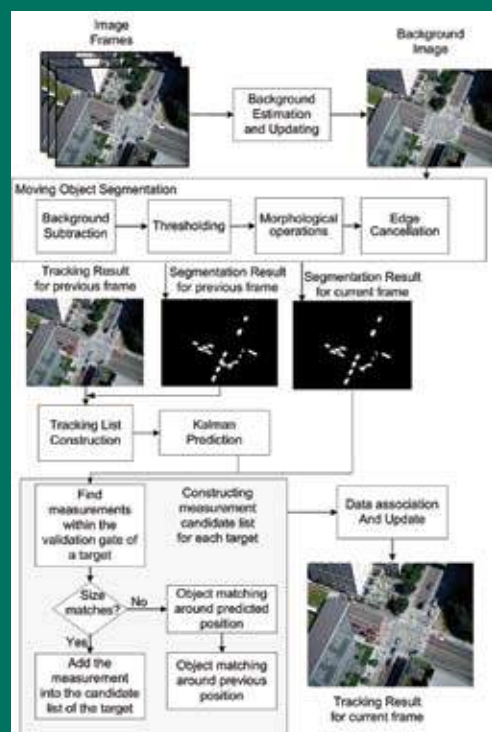 Image
Frames
Background
Image
Background
Estimation
and Updating
Moving Object Segmentation
Background
Subtraction
Thresholding
Morphological
operations
Edge
Cancellation
Tracking Result
for previous frame
Segmentation Result
for previous frame
Segmentation Result
for current frame
Tracking List
Construction
Kalman
Prediction
Find
measurements
within the
validation gate of
a target
Constructing
measurement
candidate list
for each target
Data association
And Update
Size
matches?
No
Yes
Object matching
around predicted
position
Add the
measurement
into the candidate
list of the target
Object matching
around previous
position
Tracking Result
for current frame